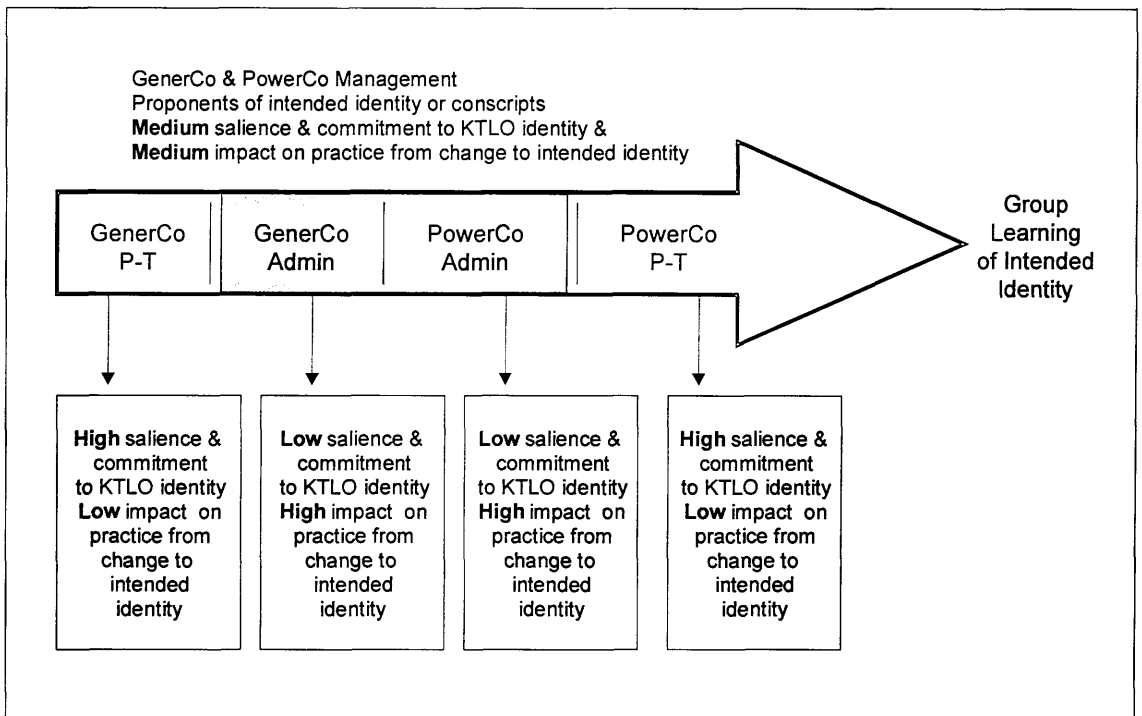 GenerCo & PowerCo Management
Proponents of intended identity or conscripts
Medium salience & commitment to KTLO identity &
Medium impact on practice from change to intended identity
GenerCo
P-T
GenerCo
Admin
PowerCo
Admin
PowerCo
P-T
Group
Learning
of Intended
Identity
High salience &
commitment
to KTLO identity
Low impact on
practice from
change to
intended
identity
Low salience &
commitment
to KTLO identity
High impact on
practice from
change to
intended
identity
Low salience &
commitment
to KTLO identity
High impact on
practice from
change to
intended
identity
High salience &
commitment
to KTLO identity
Low impact on
practice from
change to
intended
identity